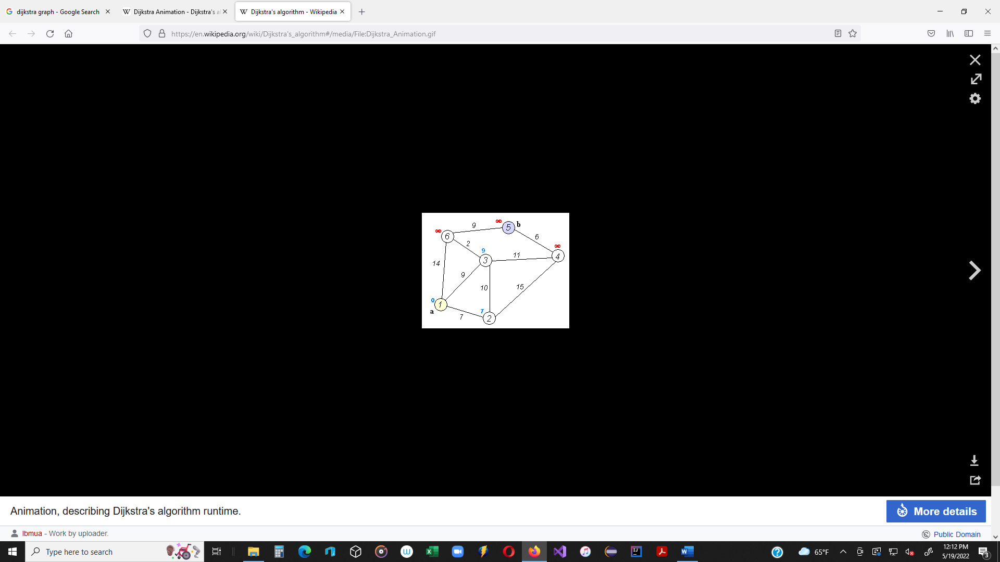 dijkstra graph - Google Search
Dijkstra Animation - Dijkstra's a
Dijkstra's algorithm - Wikipedia
https://en.wikipedia.org/wiki/Dijkstra's_algorithm#/media/File:Dijkstra_Animation.gif
∞ 9 ∞ 5 b
6
2
6
∞
9
3
11
4
14
9
10
15
0
1
a
7
7
2
Animation, describing Dijkstra's algorithm runtime.
More details
Ibmua - Work by uploader.
Public Domain
Type here to search
65°F
12:12 PM
5/19/2022
3